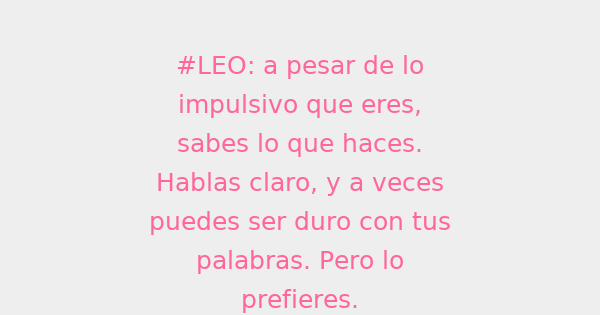 #LEO: a pesar de lo
impulsivo que eres,
sabes lo que haces.
Hablas claro, y a veces
puedes ser duro con tus
palabras. Pero lo
prefieres.